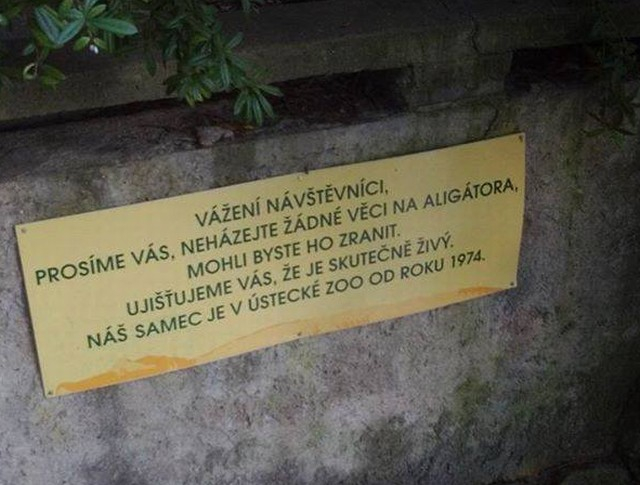 VÁŽENÍ NÁVŠTĚVNÍCI,
PROSÍME VÁS, NEHÁZEJTE ŽÁDNÉ VĚCI NA ALIGÁTORA,
MOHLI BYSTE HO ZRANIT.
UJIŠŤUJEME VÁS, ŽE JE SKUTEČNĚ ŽIVÝ.
NÁŠ SAMEC JE V ÚSTECKÉ ZOO OD ROKU 1974.